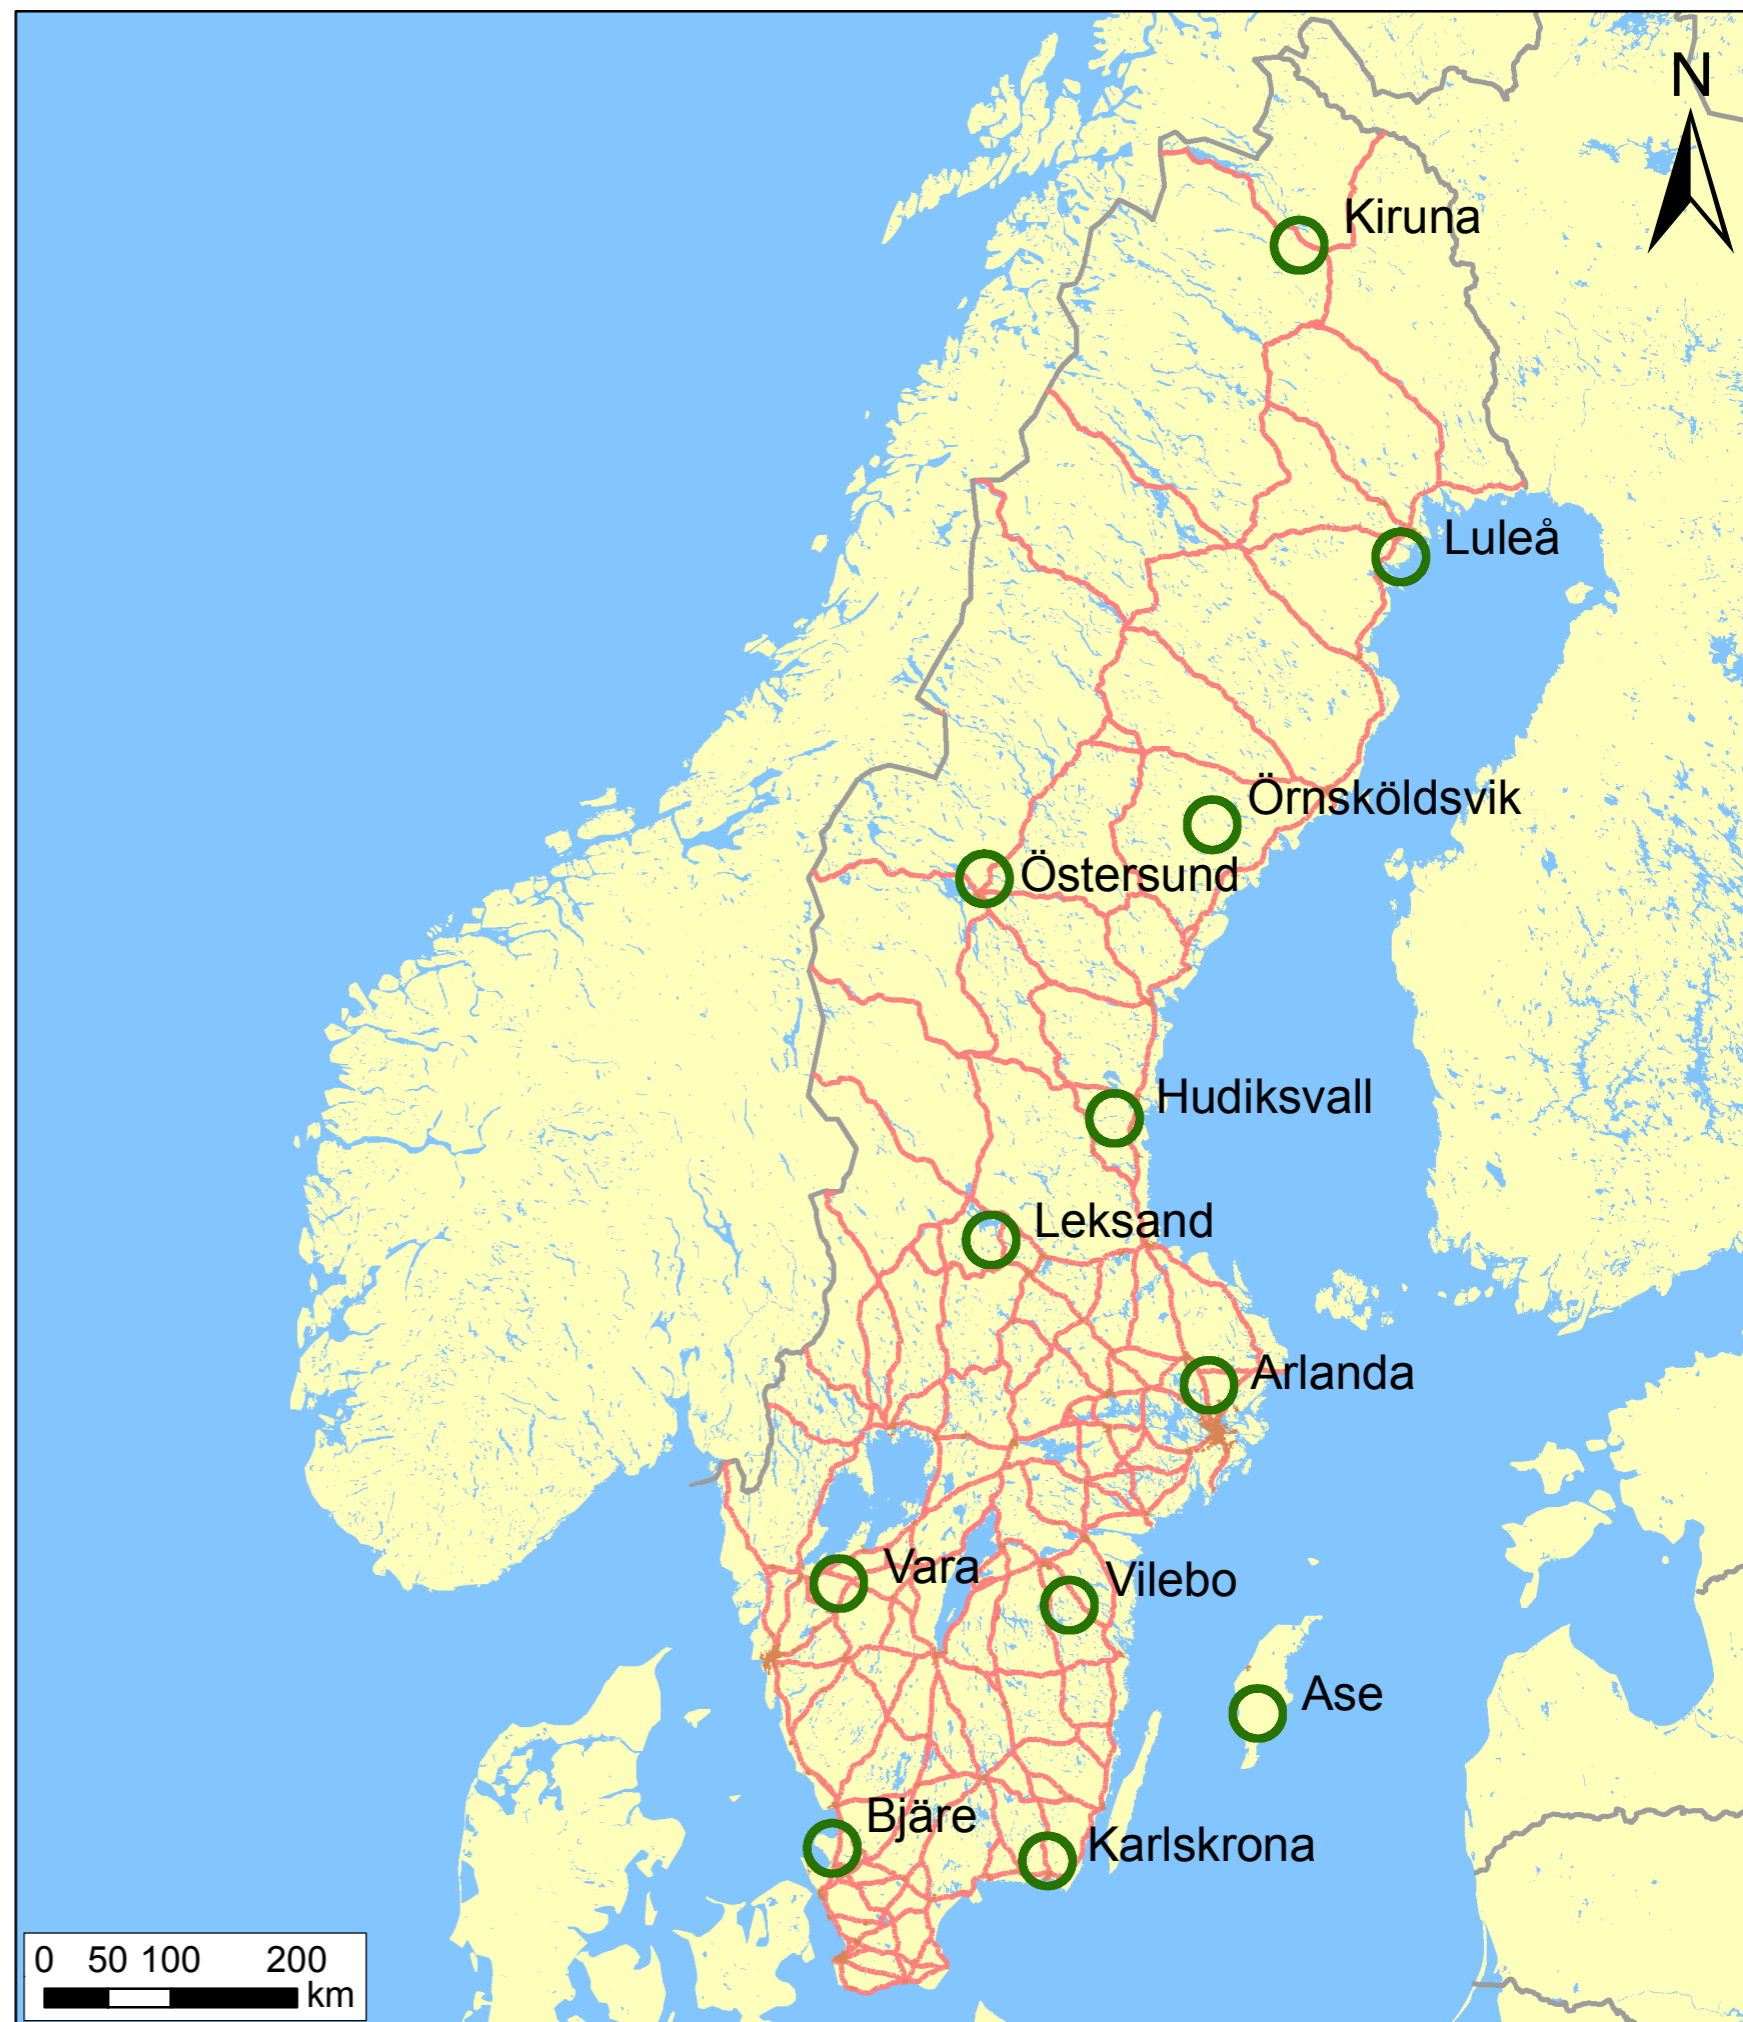 N
Kiruna
Luleå
Örnsköldsvik
Östersund
Hudiksvall
Leksand
Arlanda
Vara
Vilebo
Ase
Bjäre
Karlskrona
0 50 100 200
km